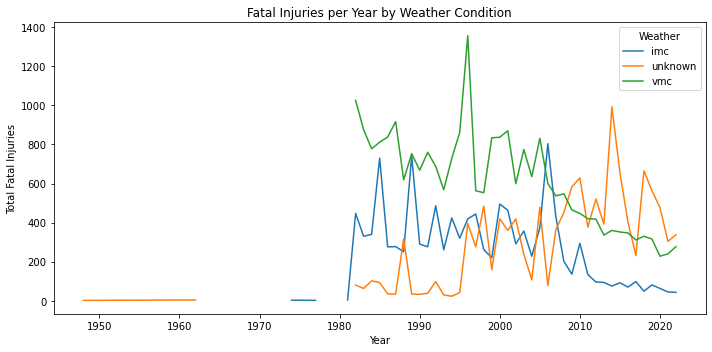 Fatal Injuries per Year by Weather Condition
Total Fatal Injuries
1400
1200
1000
800
600
400
200
0
Weather
imc
unknown
vmc
1950
1960
1970
1980
1990
2000
2010
2020
Year